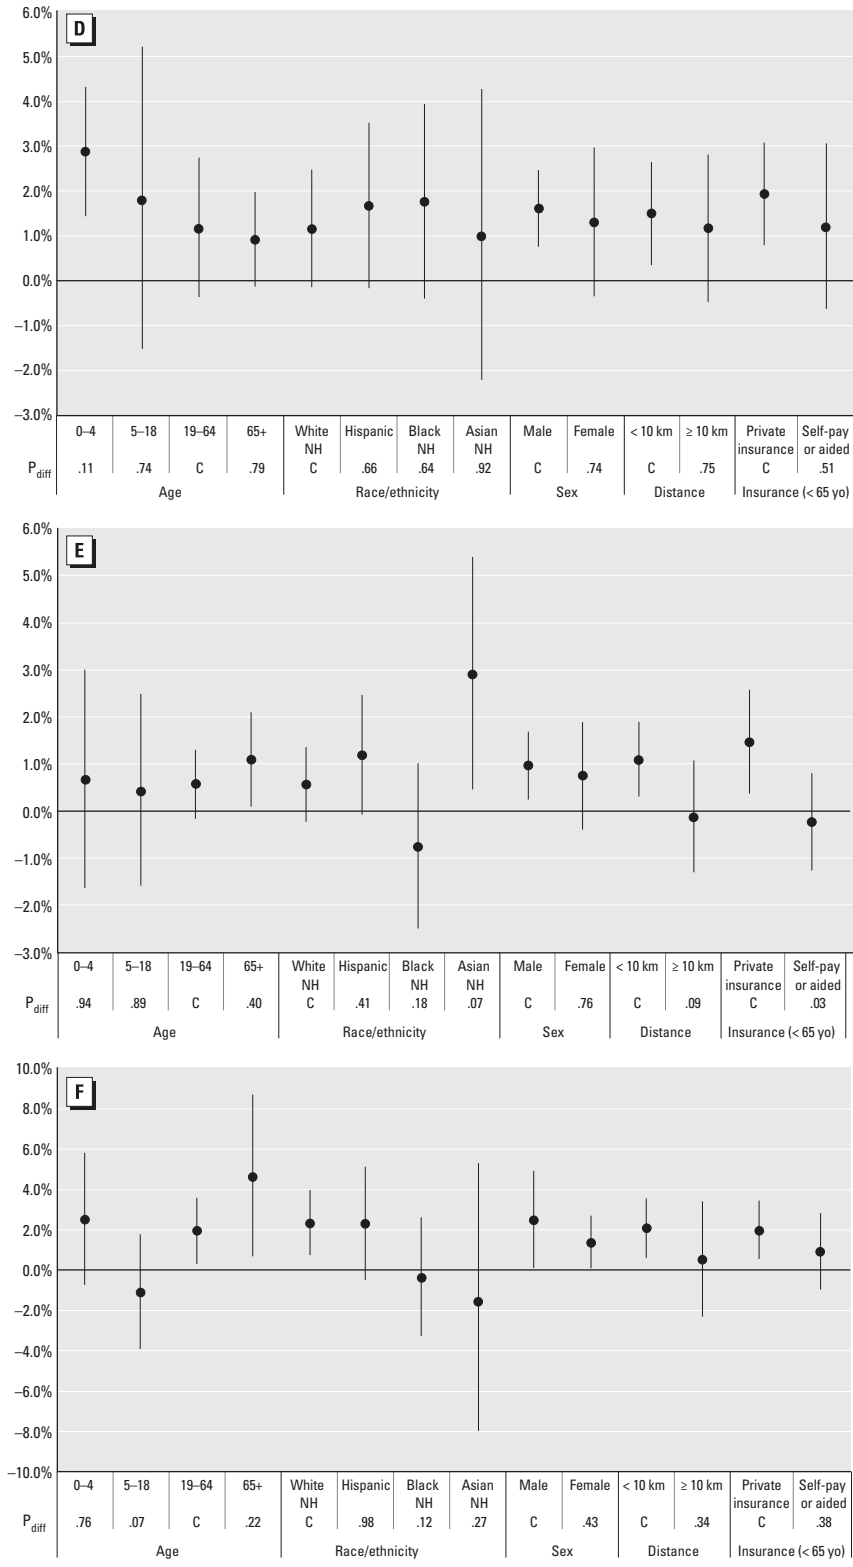 6.0%
D
5.0%
4.0%
3.0%
2.0%
1.0%
0.0%
–1.0%
–2.0%
–3.0%
0–4 5–18 19–64 65+ White Hispanic Black Asian Male Female < 10 km ≥ 10 km Private Self-pay
NH NH NH insurance or aided
Pdiff .11 .74 C .79 C .66 .64 .92 C .74 C .75 C .51
Age Race/ethnicity Sex Distance Insurance (< 65 yo)
6.0%
E
5.0%
4.0%
3.0%
2.0%
1.0%
0.0%
–1.0%
–2.0%
–3.0%
0–4 5–18 19–64 65+ White Hispanic Black Asian Male Female < 10 km ≥ 10 km Private Self-pay
NH NH NH insurance or aided
Pdiff .94 .89 C .40 C .41 .18 .07 C .76 C .09 C .03
Age Race/ethnicity Sex Distance Insurance (< 65 yo)
10.0%
F
8.0%
6.0%
4.0%
2.0%
0.0%
–2.0%
–4.0%
–6.0%
–8.0%
–10.0%
0–4 5–18 19–64 65+ White Hispanic Black Asian Male Female < 10 km ≥ 10 km Private Self-pay
NH NH NH insurance or aided
Pdiff .76 .07 C .22 C .98 .12 .27 C .43 C .34 C .38
Age Race/ethnicity Sex Distance Insurance (< 65 yo)